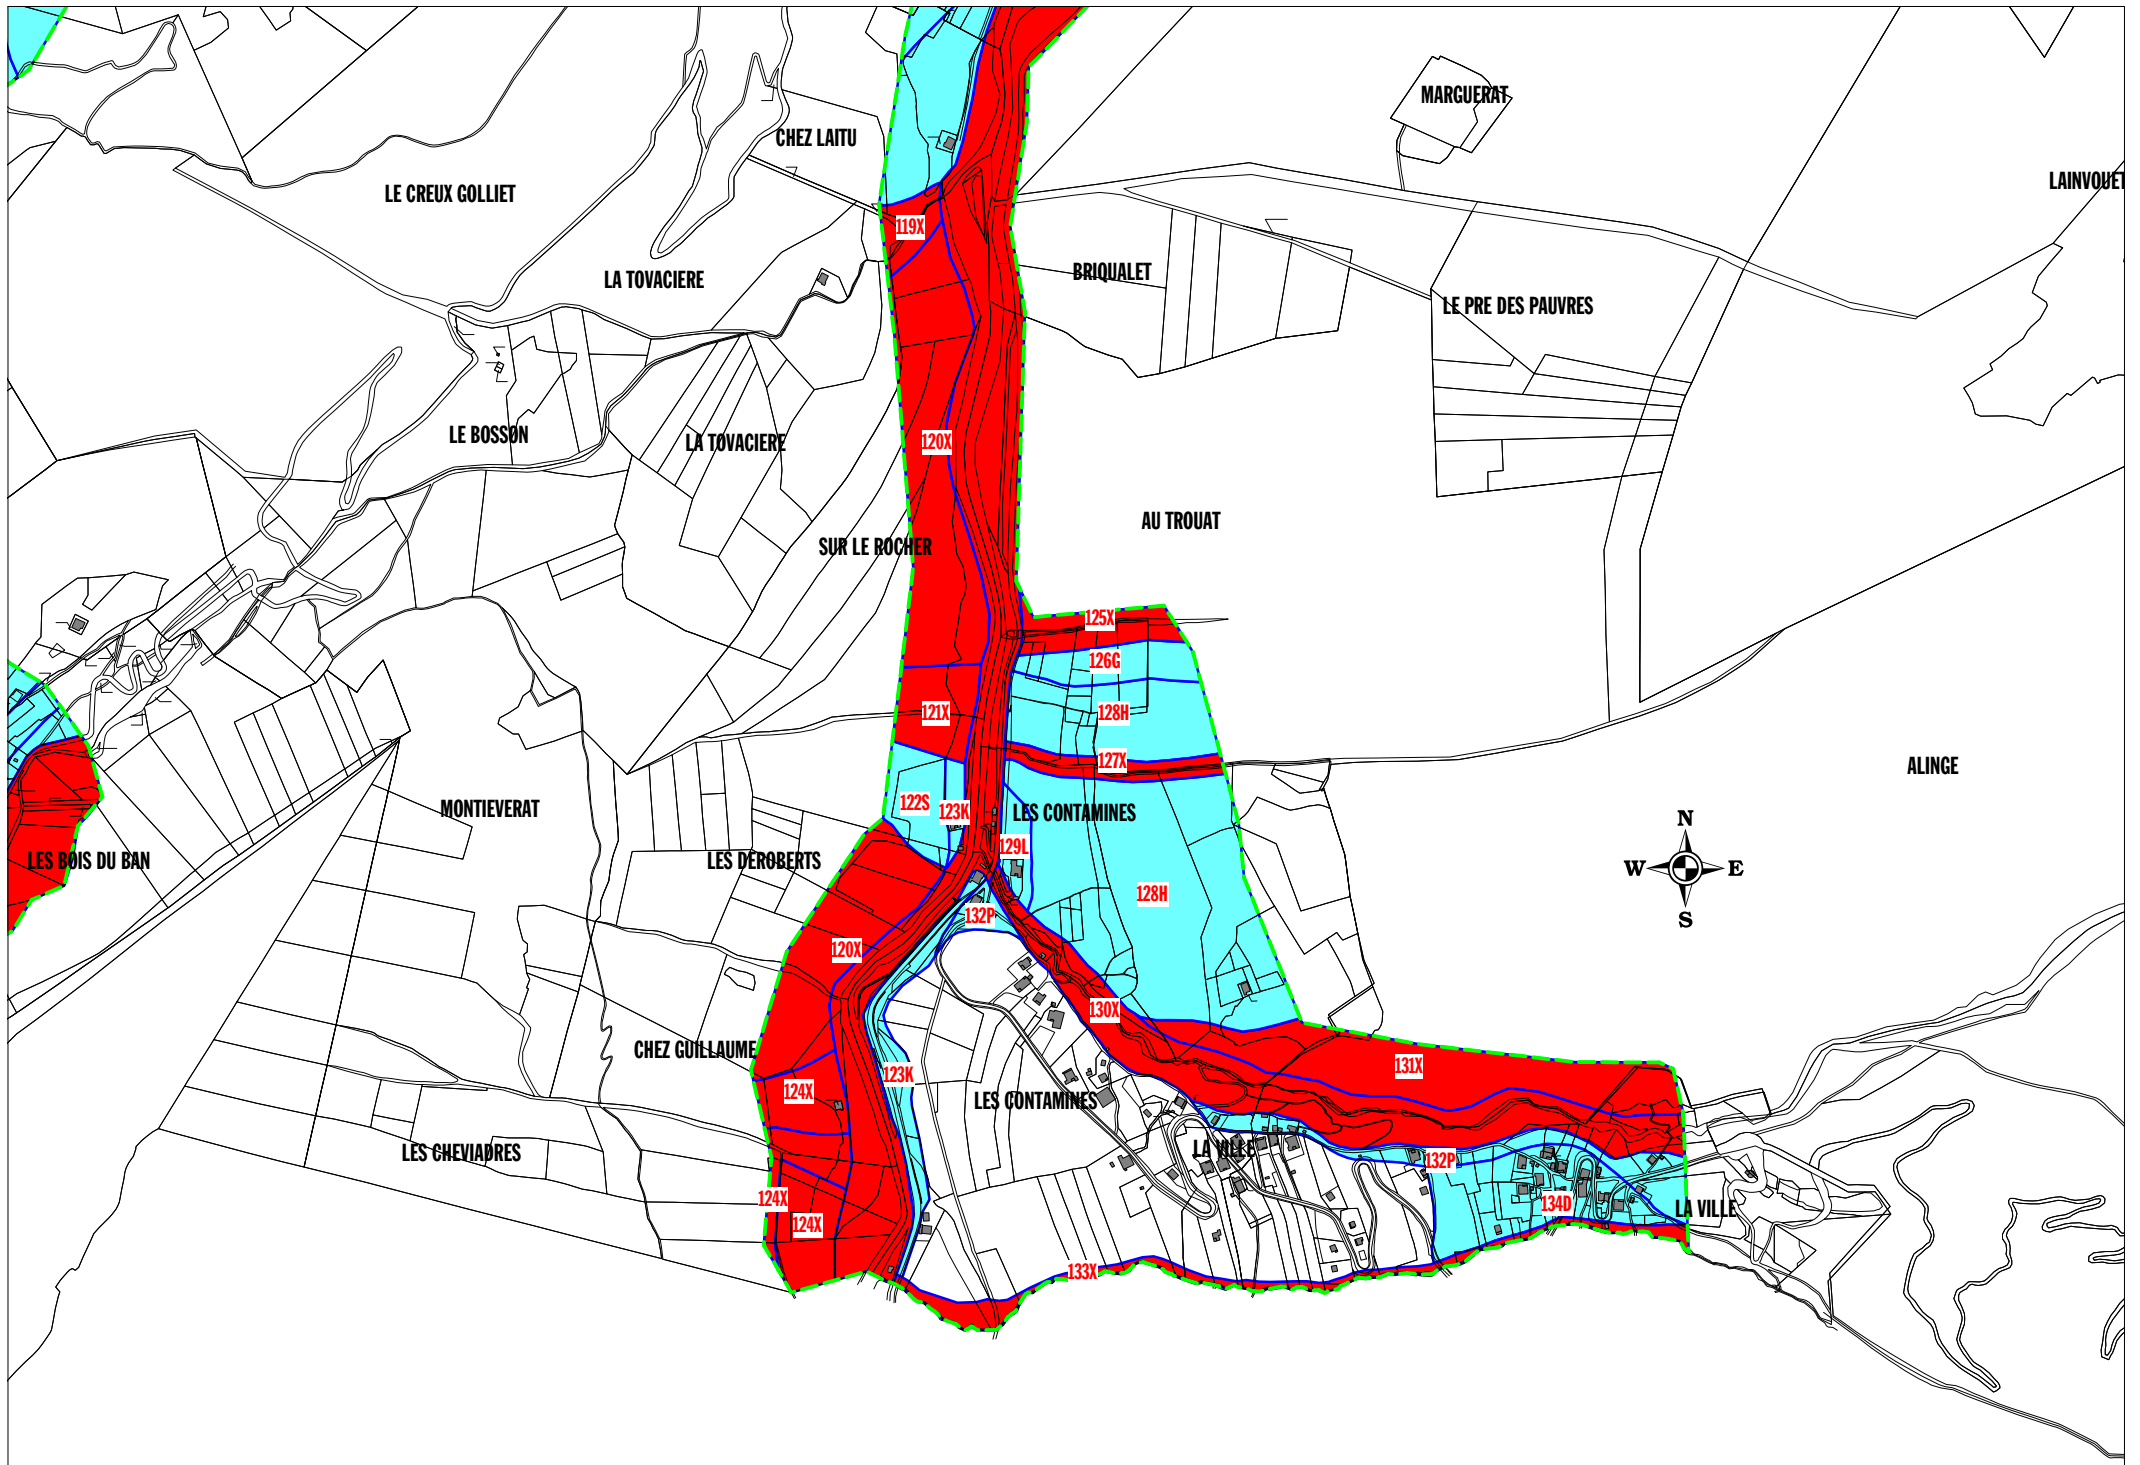 MARGUERAT
CHEZ LAITU
LAINVOUET
LE CREUX GOLLIET
119X
BRIQUALET
LA TOVACIERE
LE PRE DES PAUVRES
LE BOSSON
LA TOVACIERE
120X
AU TROUAT
SUR LE ROCHER
125X
126G
121X
128H
127X
ALINGE
122S
123K
LES CONTAMINES
MONTIEVERAT
N
129L
LES BOIS DU BAN
LES DEROBERTS
W
E
128H
132P
S
120X
130X
CHEZ GUILLAUME
131X
123K
124X
LES CONTAMINES
LES CHEVIADRES
LA VILLE
132P
124X
134D
LA VILLE
124X
133X